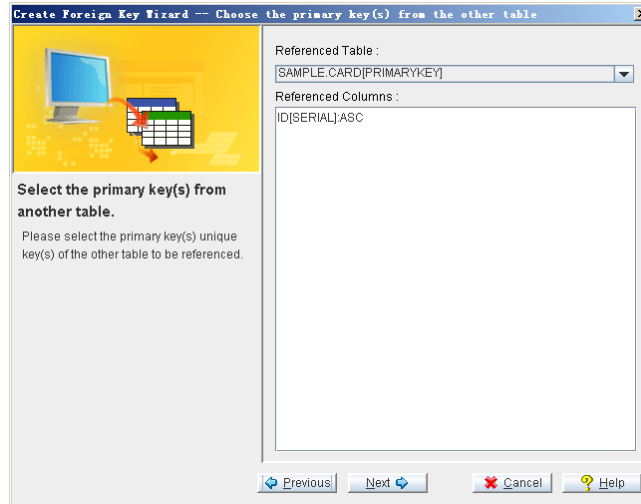 Create Foreign Key Wizard -- Choose the primary key(s) from the other table
Select the primary key(s) from
another table.
Please select the primary key(s) unique
key(s) of the other table to be referenced.
Referenced Table :
SAMPLE.CARD[PRIMARYKEY]
Referenced Columns :
ID[SERIAL]:ASC
Previous
Next
Cancel
Help